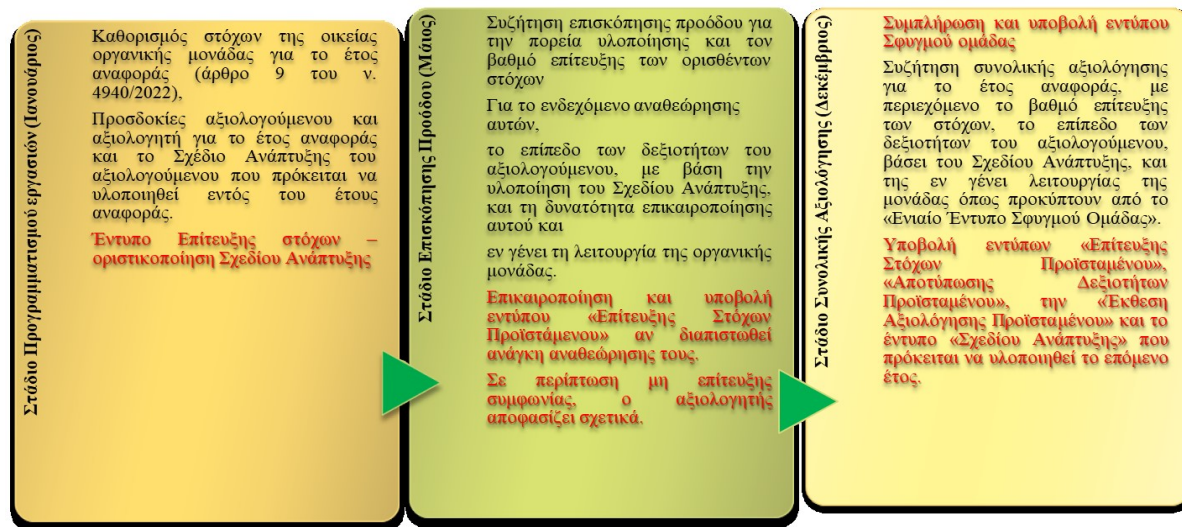 Στάδιο Προγραμματισμού εργασιών (Ιανουάριος)
Καθορισμός στόχων της οικείας
οργανική μονάδας για το έτος
αναφοράς (άρθρο 9 του ν.
4940/2022),
Προσδοκίες αξιολογούμενου και
αξιολογητή για το έτος αναφοράς
και το Σχέδιο Ανάπτυξης του
αξιολογούμενου που πρόκειται να
υλοποιηθεί εντός του έτους
αναφοράς.
Έντυπο Επίτευξης στόχων –
οριστικοποίηση Σχεδίου Ανάπτυξης
Στάδιο Επισκόπησης Προόδου (Μάιος)
Συζήτηση επισκόπησης προόδου για
την πορεία υλοποίησης και τον
βαθμό επίτευξης των ορισθέντων
στόχων
Για το ενδεχόμενο αναθεώρησης
αυτών,
το επίπεδο των δεξιοτήτων του
αξιολογούμενου, με βάση την
υλοποίηση του Σχεδίου Ανάπτυξης,
και τη δυνατότητα επικαιροποίησης
αυτού και
εν γένει τη λειτουργία της οργανικής
μονάδας.
Επικαιροποίηση και υποβολή
εντύπου «Επίτευξης Στόχων
Προϊστάμενου» αν διαπιστωθεί
ανάγκη αναθεώρησης τους.
Σε περίπτωση μη επίτευξης
συμφωνίας, ο αξιολογητής
αποφασίζει σχετικά.
Στάδιο Συνολικής Αξιολόγησης (Δεκέμβριος)
Συμπλήρωση και υποβολή εντύπου
Σφυγμού ομάδας
Συζήτηση συνολικής αξιολόγησης
για το έτος αναφοράς, με
περιεχόμενο το βαθμό επίτευξης
των στόχων, το επίπεδο των
δεξιοτήτων του αξιολογούμενου,
βάσει του Σχεδίου Ανάπτυξης, και
της εν γένει λειτουργίας της
μονάδας όπως προκύπτουν από το
«Ενιαίο Έντυπο Σφυγμού Ομάδας».
Υποβολή εντύπων «Επίτευξης
Στόχων Προϊσταμένου»,
«Αποτύπωσης Δεξιοτήτων
Προϊσταμένου», την «Έκθεση
Αξιολόγησης Προϊσταμένου» και το
έντυπο «Σχεδίου Ανάπτυξης» που
πρόκειται να υλοποιηθεί το επόμενο
έτος.